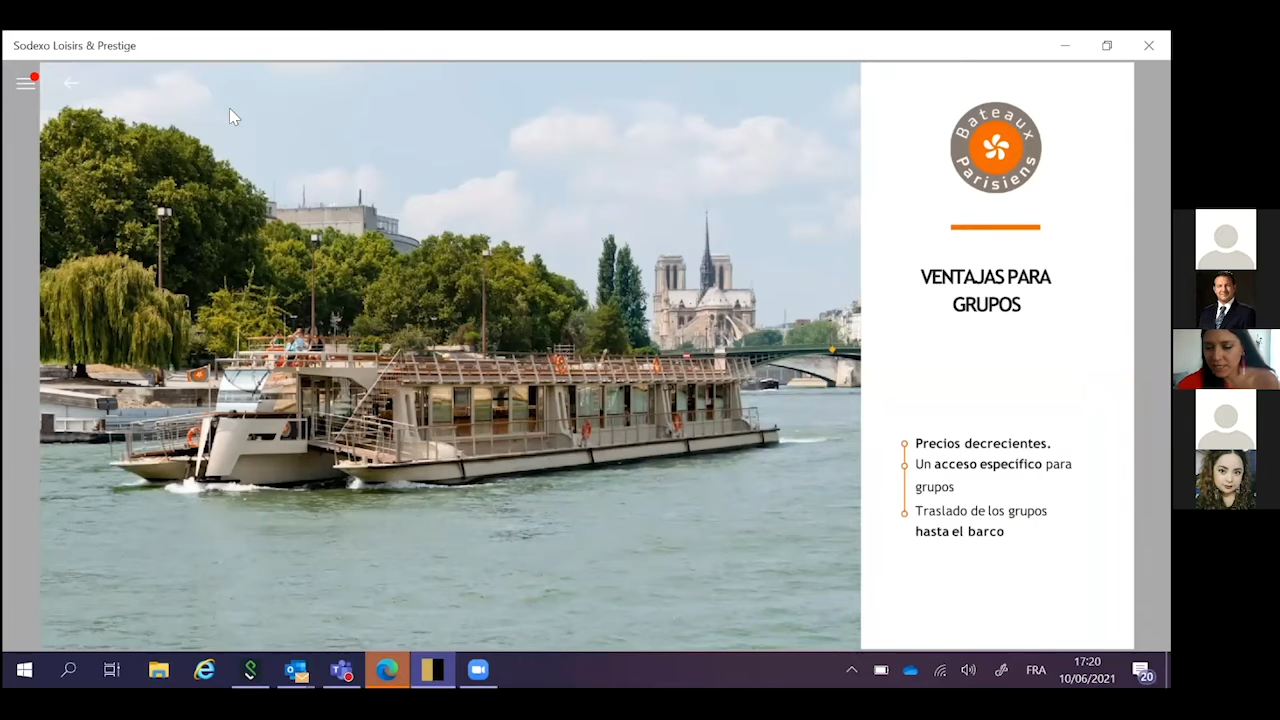 Sodexo Loisirs & Prestige
Bateaux
Parisiens
VENTAJAS PARA
GRUPOS
Precios decrecientes.
Un acceso específico para
grupos
Traslado de los grupos
hasta el barco
FRA
17:20
10/06/2021
20